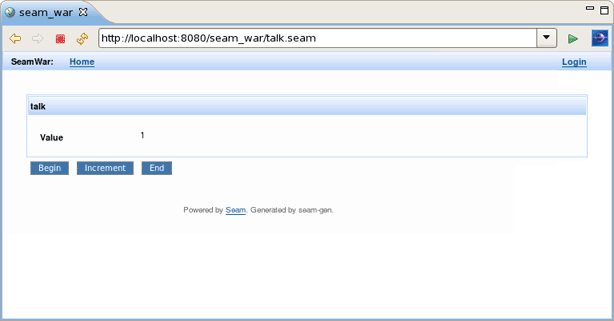 seam_war
http://localhost:8080/seam_war/talk.seam
SeamWar: Home Login
talk
Value 1
Begin Increment End
Powered by Seam. Generated by seam-gen.